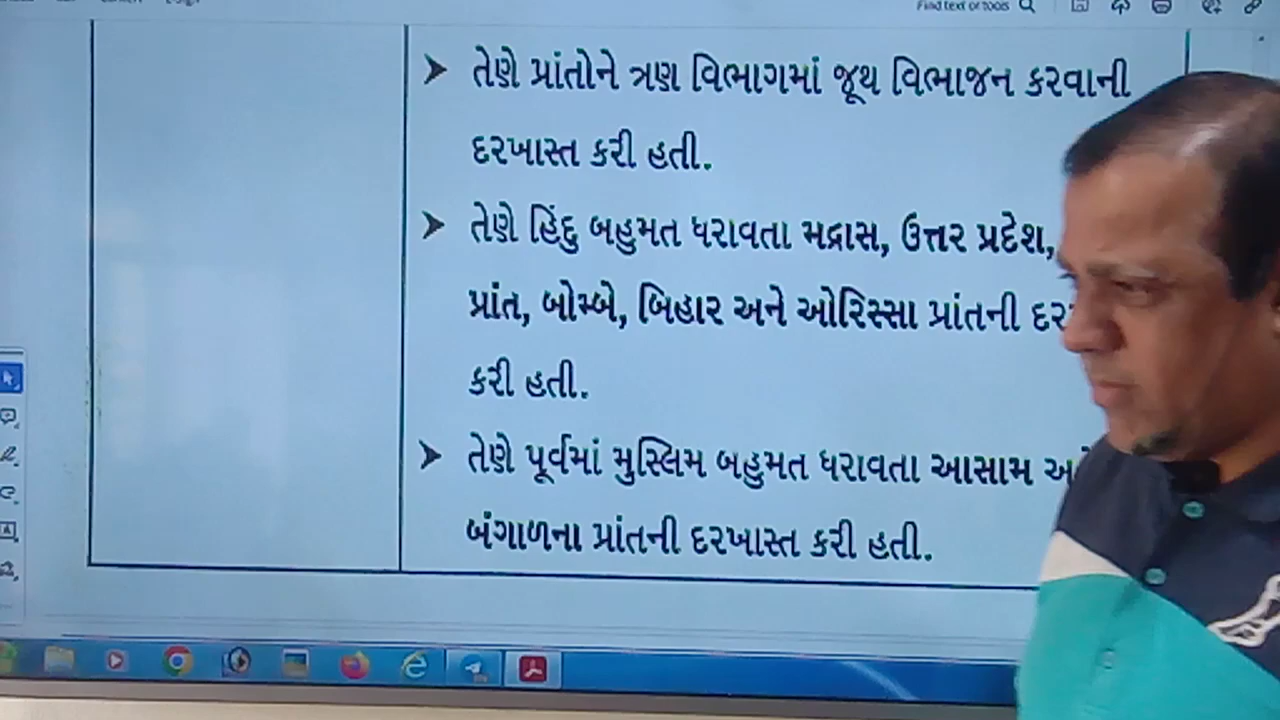 Find text or tools
➤ તેણે પ્રાંતોને ત્રણ વિભાગમાં જૂથ વિભાજન કરવાની
દરખાસ્ત કરી હતી.
➤ તેણે હિંદુ બહુમત ધરાવતા મદ્રાસ, ઉત્તર પ્રદેશ,
પ્રાંત, બોમ્બે, બિહાર અને ઓરિસ્સા પ્રાંતની
કરી હતી.
➤ તેણે પૂર્વમાં મુસ્લિમ બહુમત ધરાવતા આસામ
બંગાળના પ્રાંતની દરખાસ્ત કરી હતી.